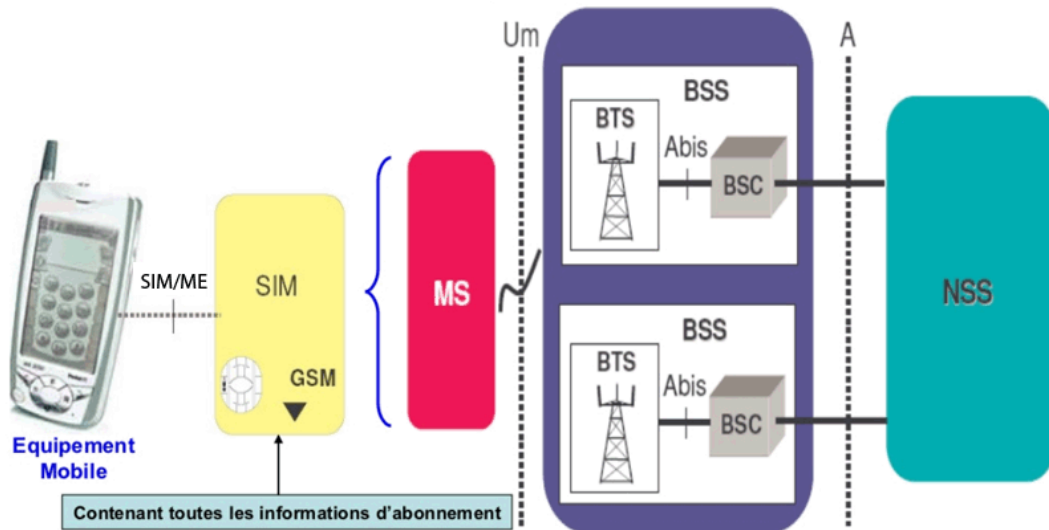 Um
A
BSS
BTS
Abis
BSC
SIM/ME
SIM
MS
NSS
BSS
GSM
BTS
Abis
BSC
Equipement
Mobile
Contenant toutes les informations d'abonnement